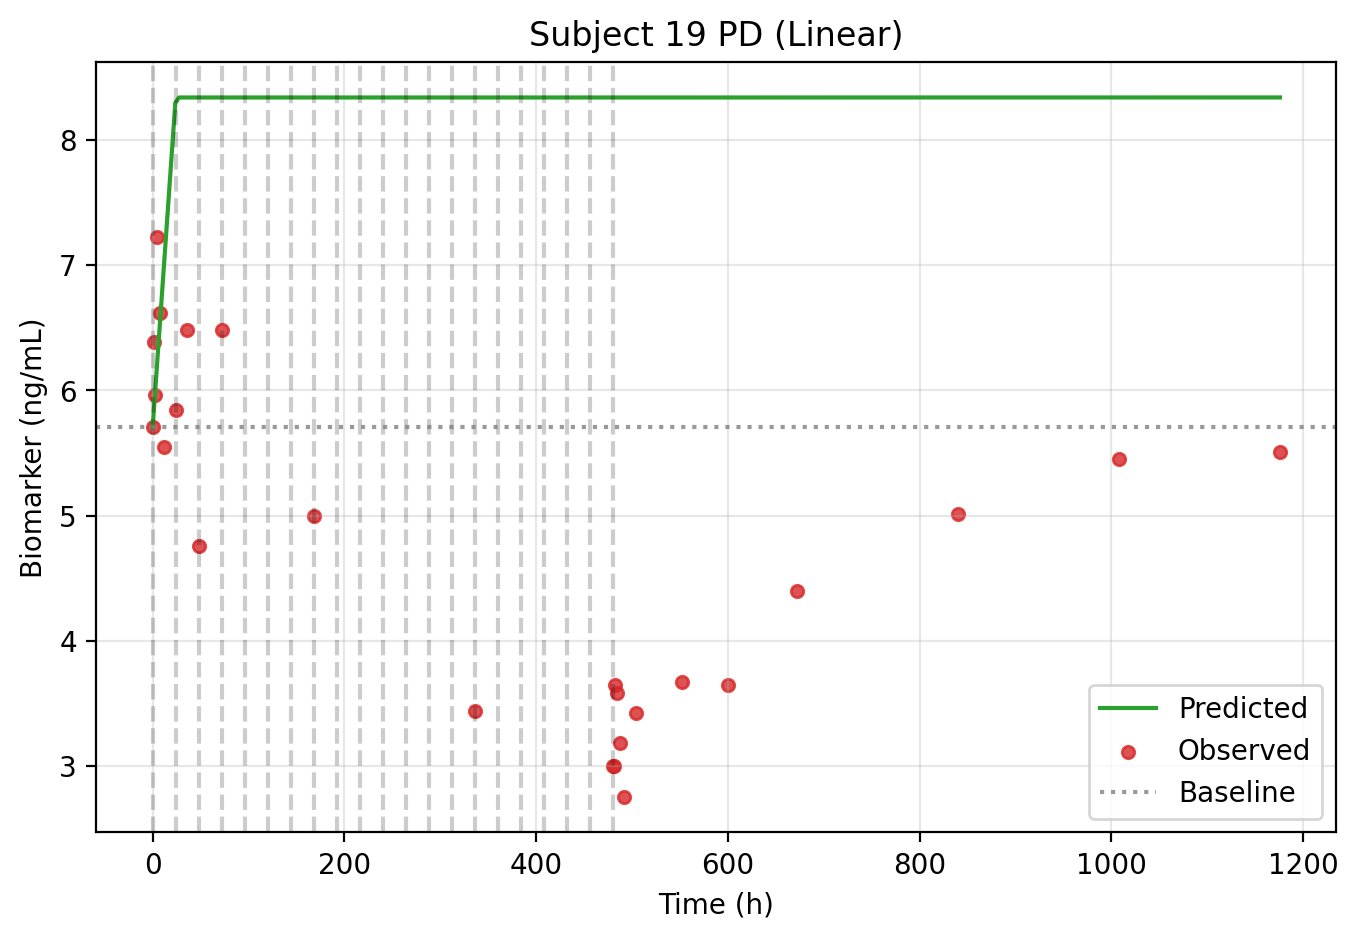 Subject 19 PD (Linear)
Biomarker (ng/mL)
8
7
6
5
4
3
Predicted
Observed
Baseline
0 200 400 600 800 1000 1200
Time (h)